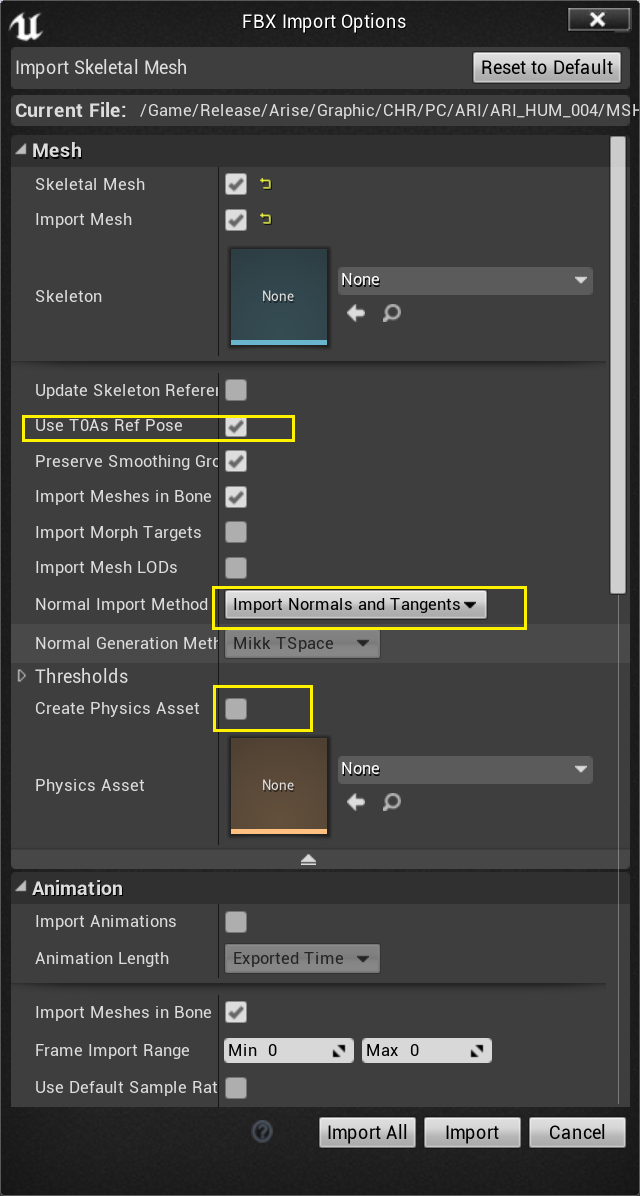 FBX Import Options
Import Skeletal Mesh
Reset to Default
Current File: /Game/Release/Arise/Graphic/CHR/PC/ARI/ARI_HUM_004/MSH
Mesh
Skeletal Mesh
Import Mesh
Skeleton
None
None
Update Skeleton Referen
Use T0As Ref Pose
Preserve Smoothing Gro
Import Meshes in Bone
Import Morph Targets
Import Mesh LODs
Normal Import Method Import Normals and Tangents
Normal Generation Meth Mikk TSpace
Thresholds
Create Physics Asset
Physics Asset
None
None
Animation
Import Animations
Animation Length Exported Time
Import Meshes in Bone
Frame Import Range Min 0 Max 0
Use Default Sample Rat
Import All Import Cancel